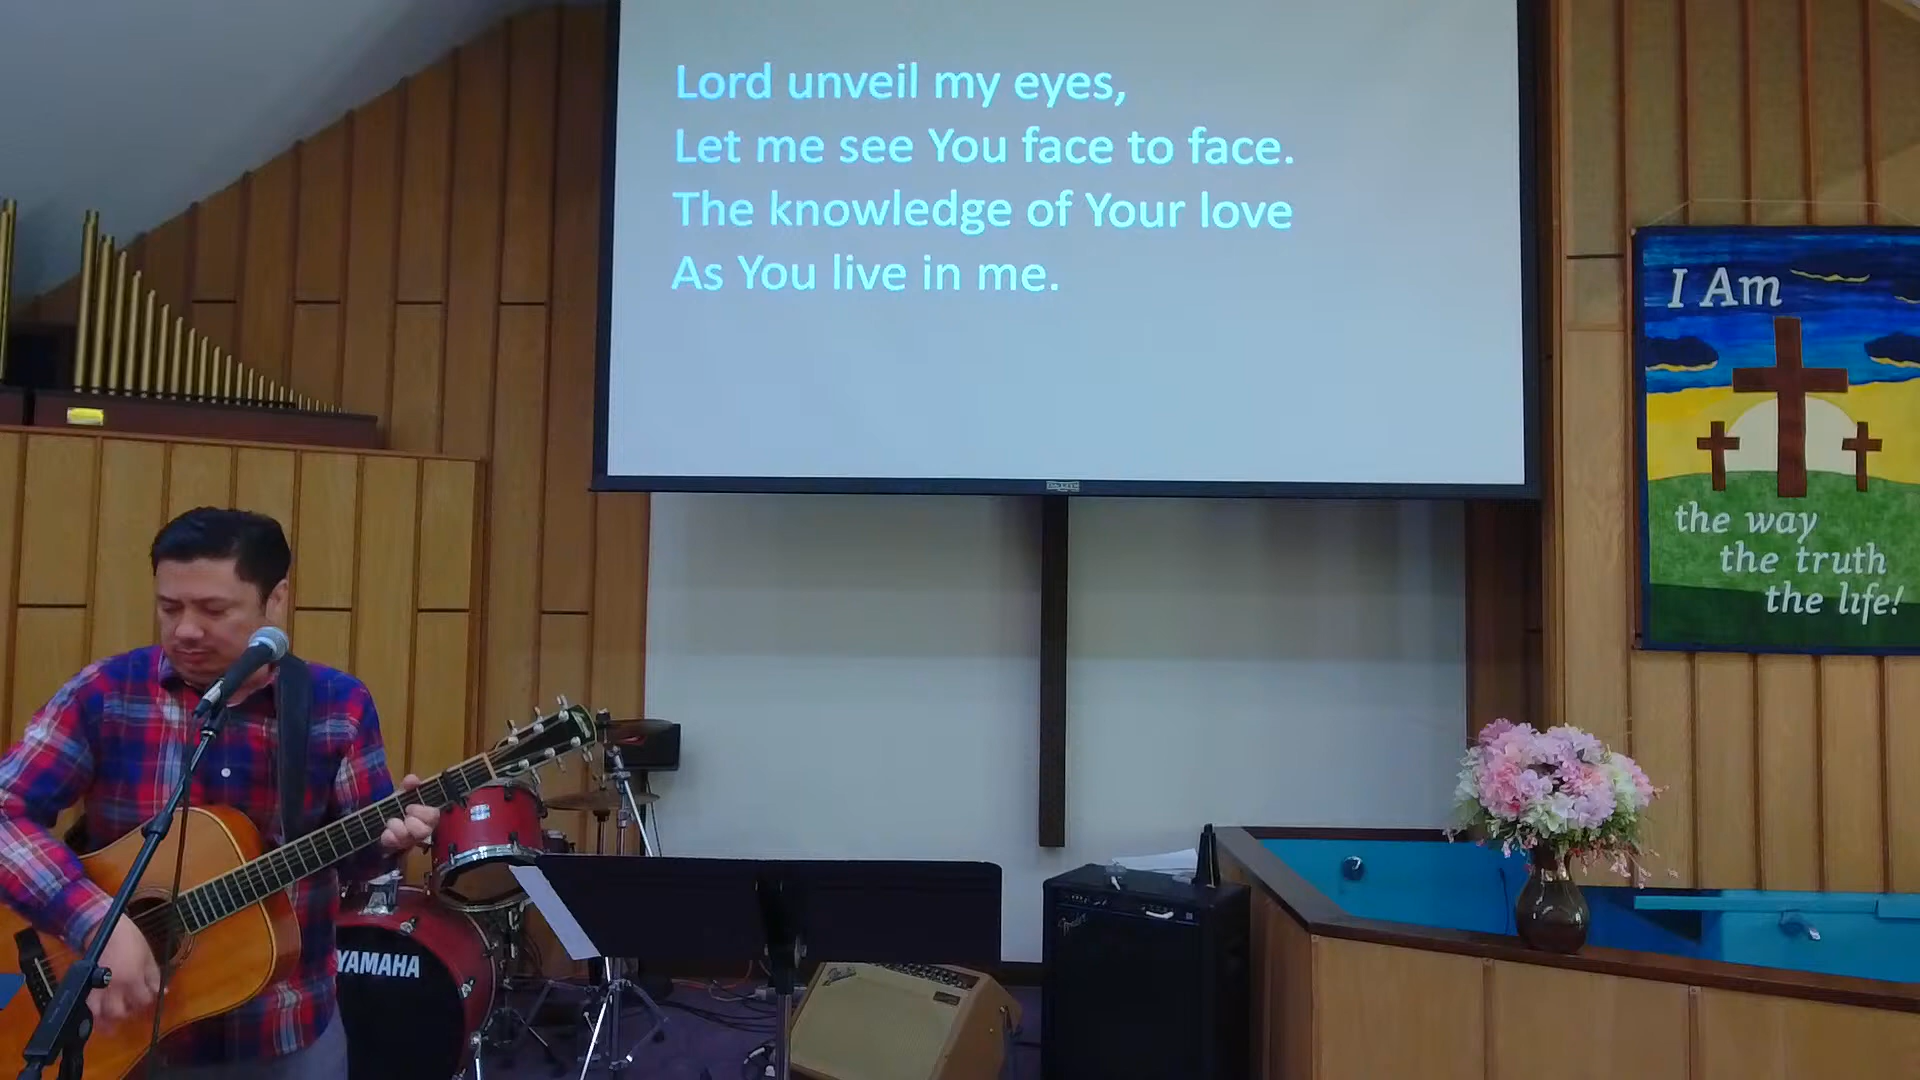 Lord unveil my eyes,
Let me see You face to face.
The knowledge of Your love
As You live in me.
I Am
the way
the truth
the life!
YAMAHA
Fender